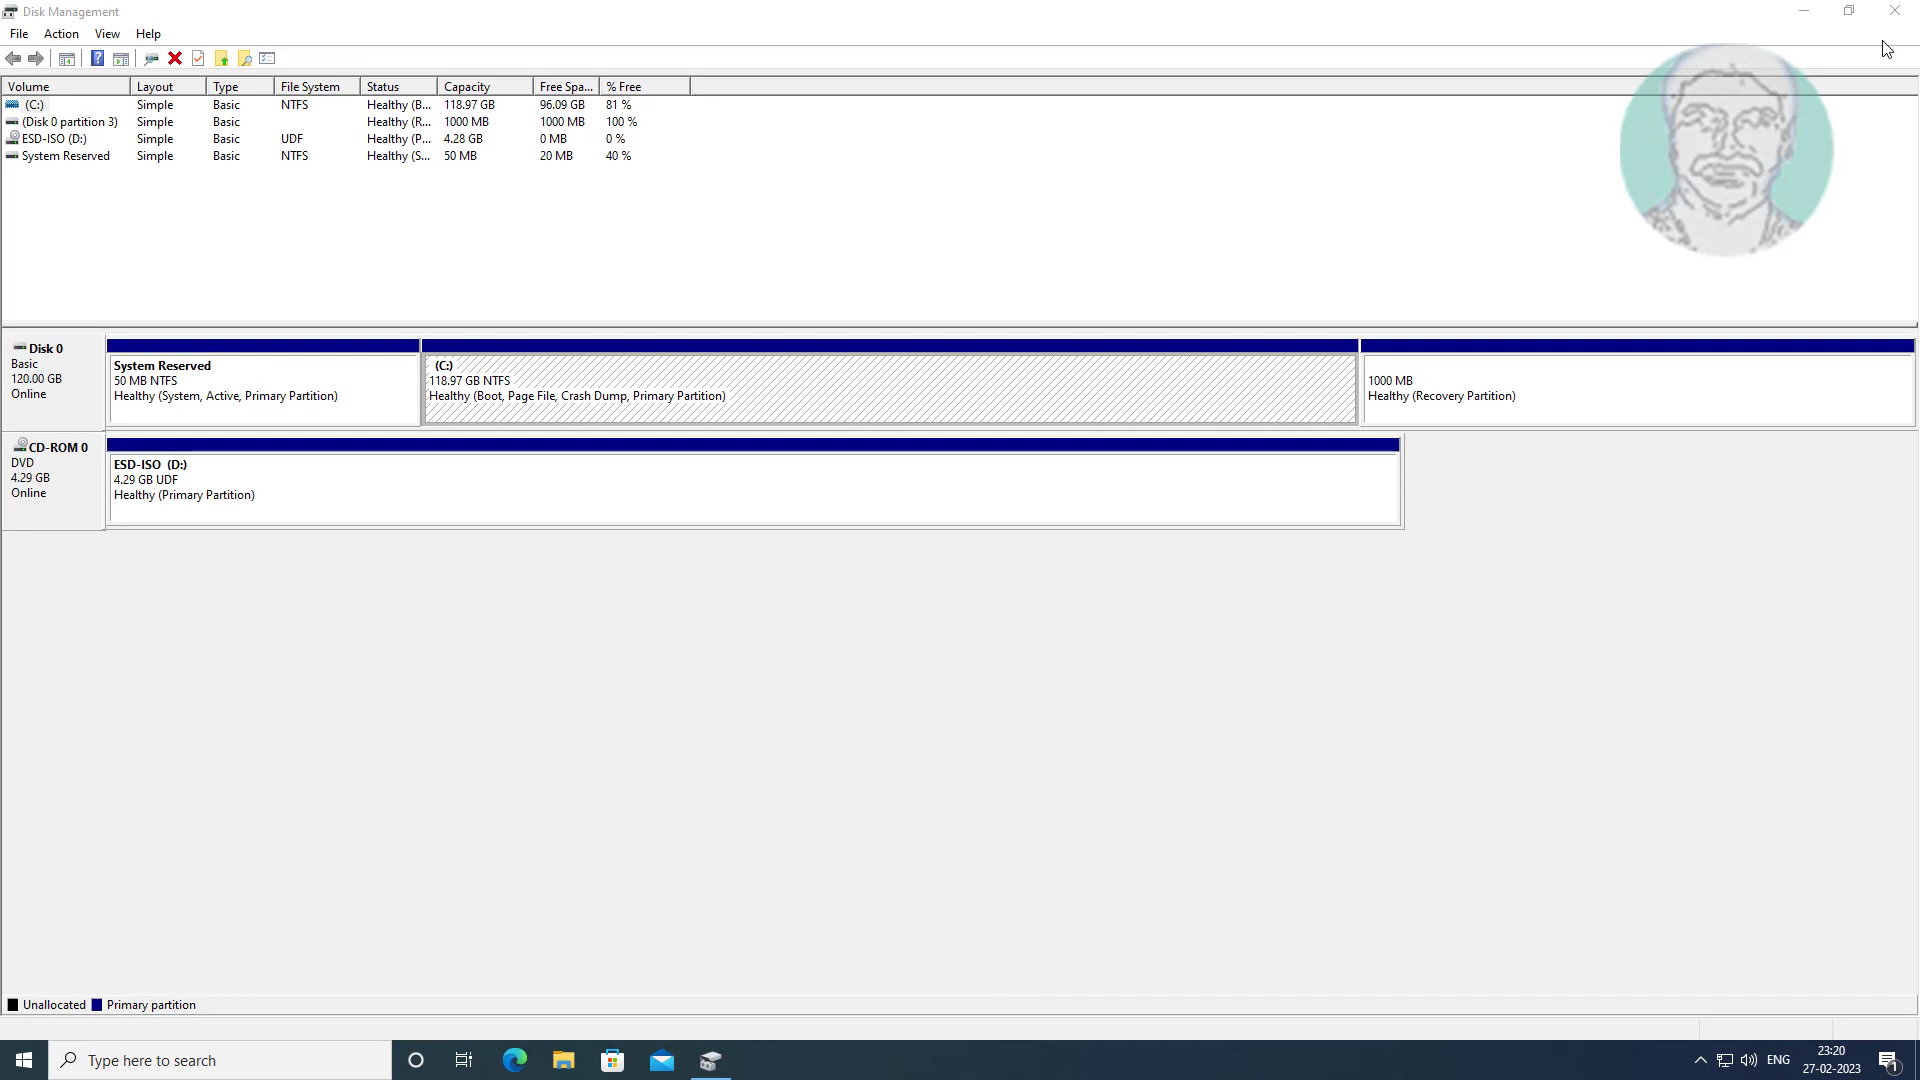 Disk Management
File Action View Help
Volume Layout Type File System Status Capacity Free Spa... % Free
(C:) Simple Basic NTFS Healthy (B... 118.97 GB 96.09 GB 81 %
(Disk 0 partition 3) Simple Basic Healthy (R... 1000 MB 1000 MB 100 %
ESD-ISO (D:) Simple Basic UDF Healthy (P... 4.28 GB 0 MB 0 %
System Reserved Simple Basic NTFS Healthy (S... 50 MB 20 MB 40 %
Disk 0
Basic
120.00 GB
Online
System Reserved
50 MB NTFS
Healthy (System, Active, Primary Partition)
(C:)
118.97 GB NTFS
Healthy (Boot, Page File, Crash Dump, Primary Partition)
1000 MB
Healthy (Recovery Partition)
CD-ROM 0
DVD
4.29 GB
Online
ESD-ISO (D:)
4.29 GB UDF
Healthy (Primary Partition)
Unallocated Primary partition
Type here to search
ENG
23:20
27-02-2023
1